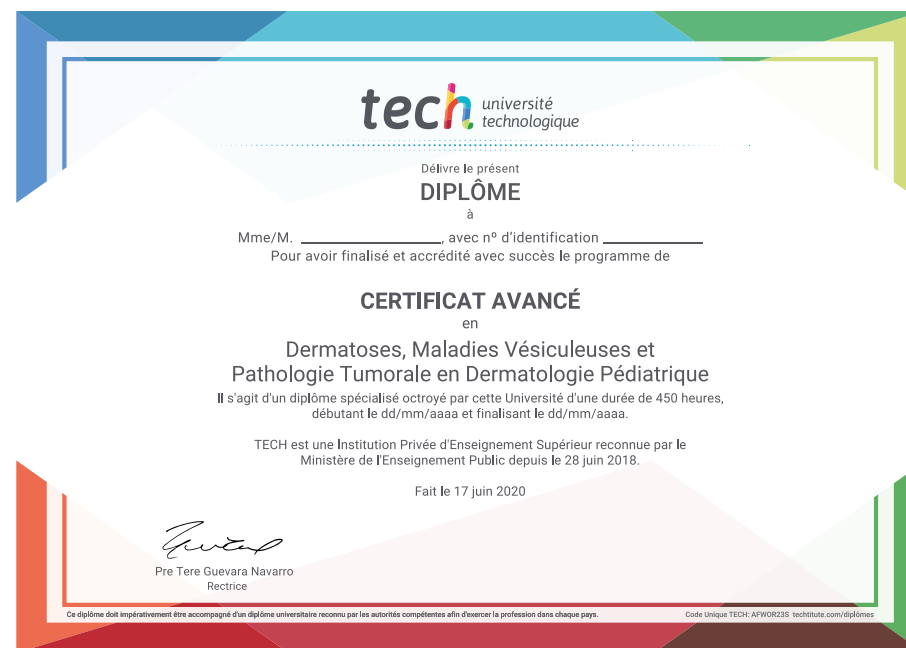 tech université
technologique
Délivre le présent
DIPLÔME
à
Mme/M. ____________________, avec nº d'identification ______________
Pour avoir finalisé et accrédité avec succès le programme de
CERTIFICAT AVANCÉ
en
Dermatoses, Maladies Vésiculeuses et
Pathologie Tumorale en Dermatologie Pédiatrique
Il s'agit d'un diplôme spécialisé octroyé par cette Université d'une durée de 450 heures,
débutant le dd/mm/aaaa et finalisant le dd/mm/aaaa.
TECH est une Institution Privée d'Enseignement Supérieur reconnue par le
Ministère de l'Enseignement Public depuis le 28 juin 2018.
Fait le 17 juin 2020
Pre Tere Guevara Navarro
Rectrice
Ce diplôme doit impérativement être accompagné d'un diplôme universitaire reconnu par les autorités compétentes afin d'exercer la profession dans chaque pays.
Code Unique TECH: AFWOR23S techtitute.com/diplômes